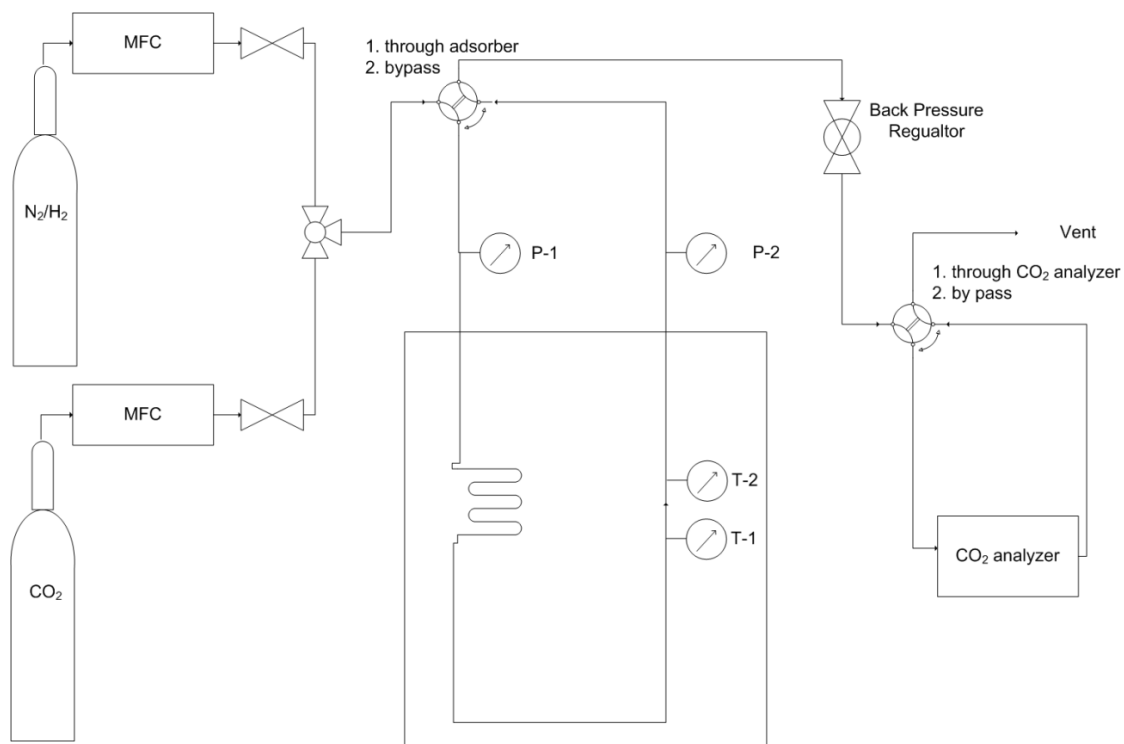 MFC
1. through adsorber
2. bypass
Back Pressure
Regualtor
N₂/H₂
P-1
P-2
Vent
1. through CO₂ analyzer
2. by pass
MFC
T-2
T-1
CO₂ analyzer
CO₂